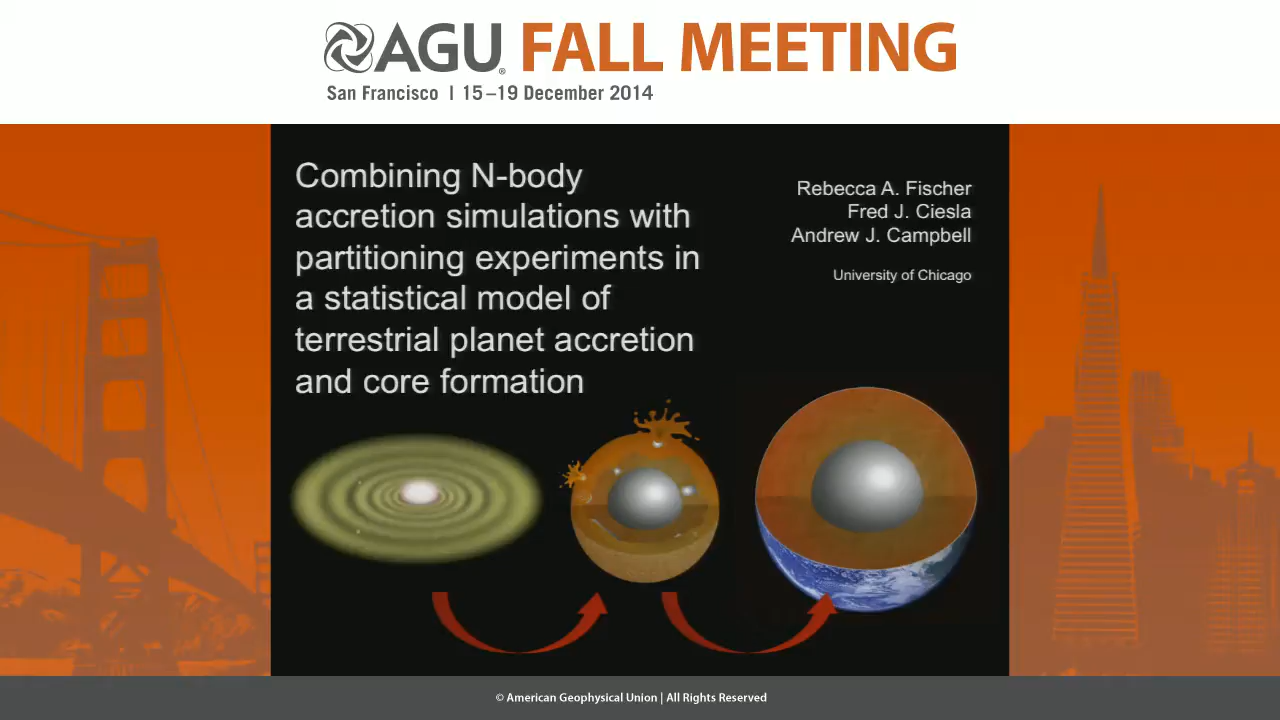 AGU® FALL MEETING
San Francisco | 15–19 December 2014
Combining N-body
accretion simulations with
partitioning experiments in
a statistical model of
terrestrial planet accretion
and core formation
Rebecca A. Fischer
Fred J. Ciesla
Andrew J. Campbell
University of Chicago
© American Geophysical Union | All Rights Reserved